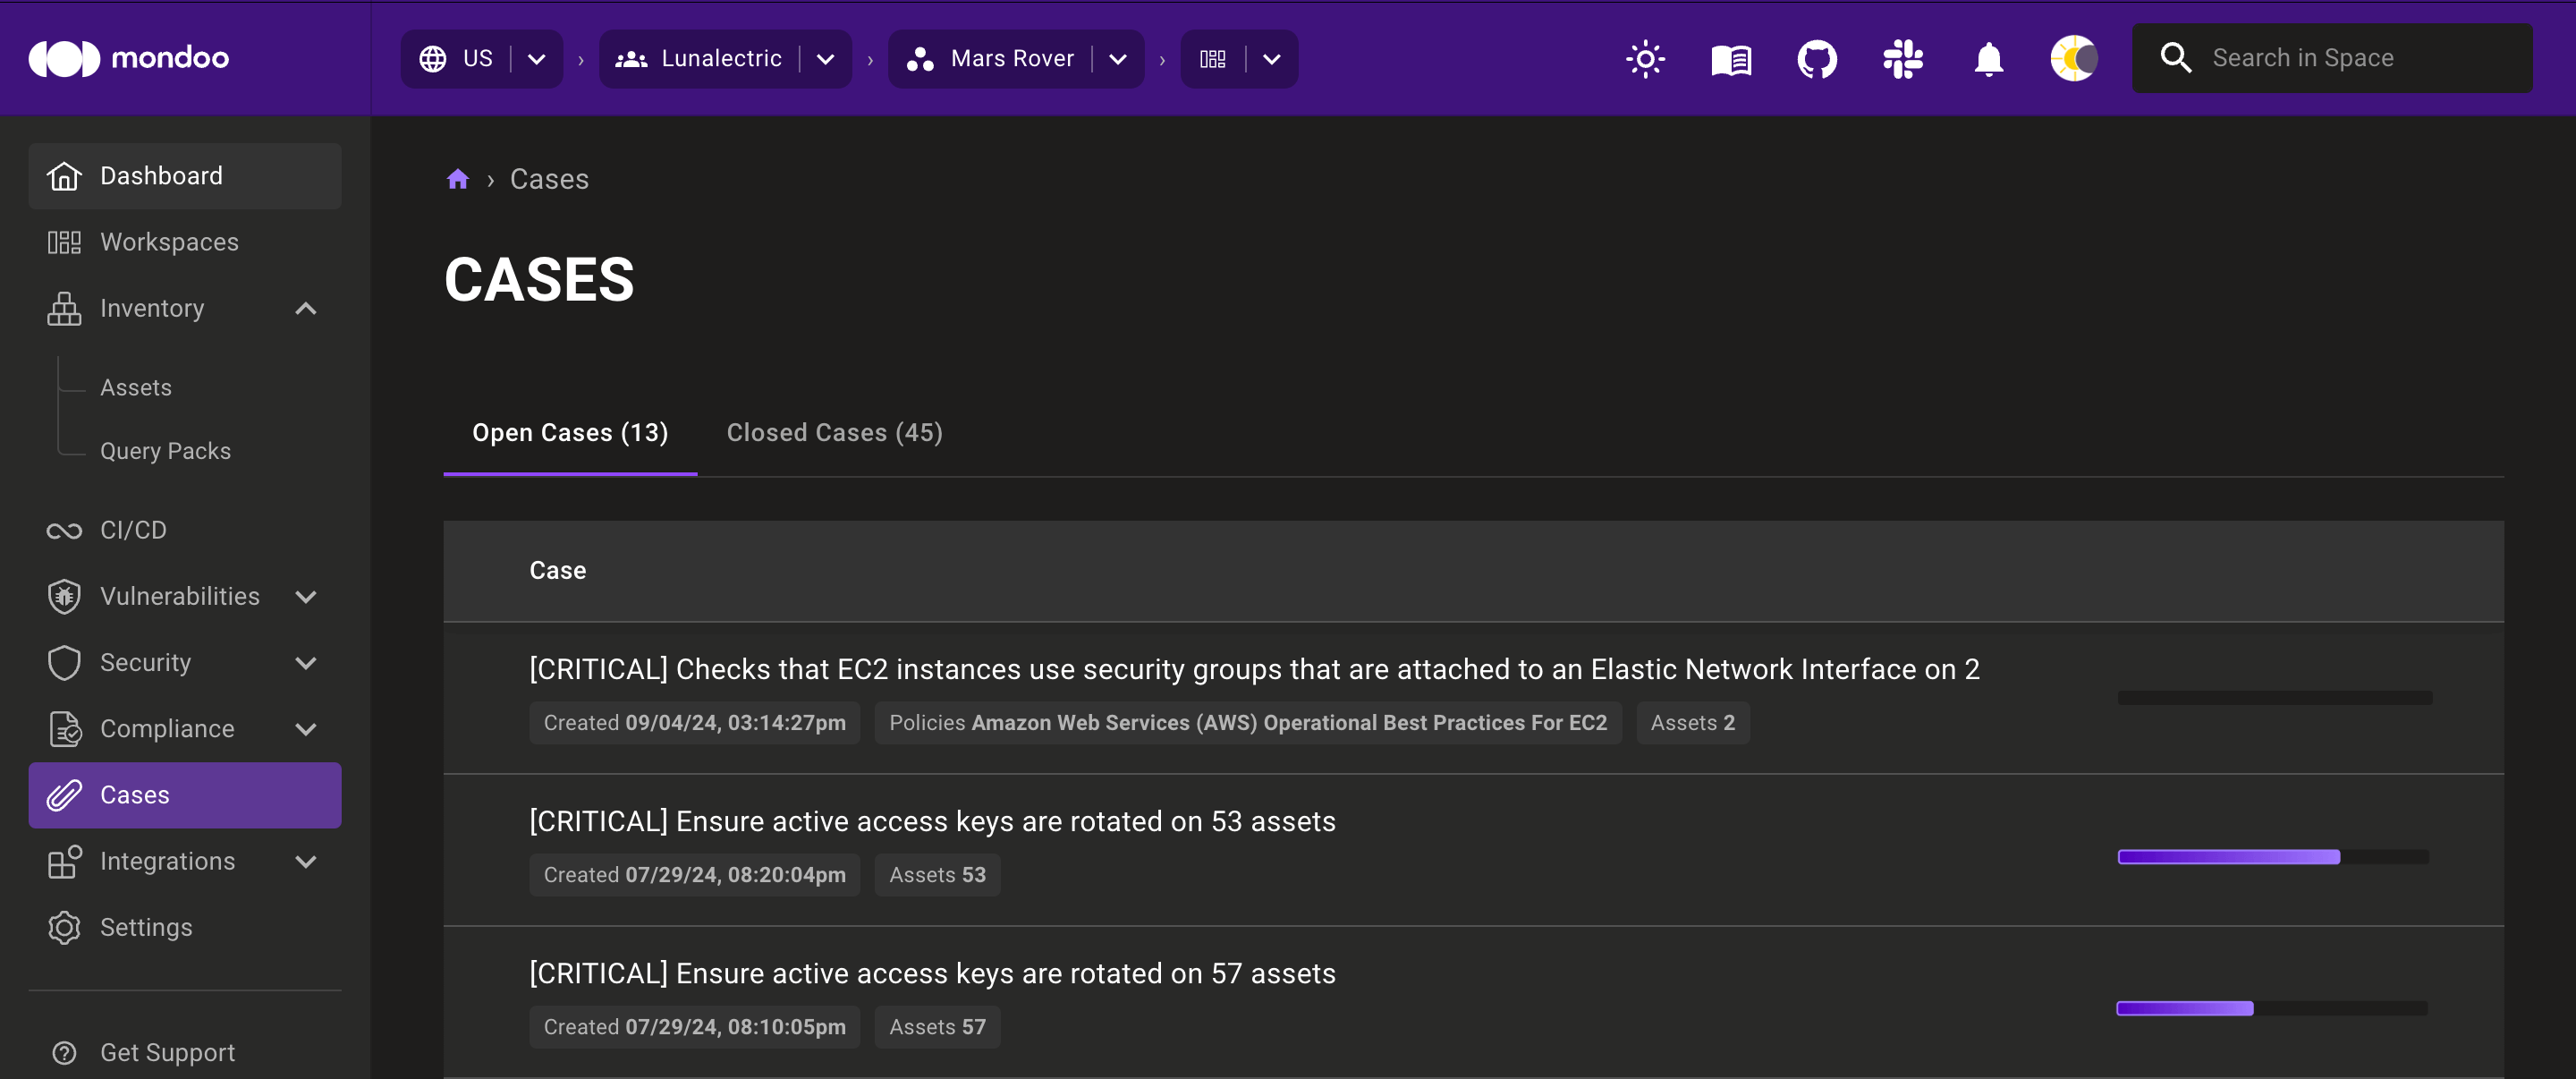 mondoo
US
Lunalectric
Mars Rover
Search in Space
Dashboard
Workspaces
Inventory
Assets
Query Packs
CI/CD
Vulnerabilities
Security
Compliance
Cases
Integrations
Settings
Get Support
Cases
CASES
Open Cases (13)
Closed Cases (45)
Case
[CRITICAL] Checks that EC2 instances use security groups that are attached to an Elastic Network Interface on 2
Created 09/04/24, 03:14:27pm
Policies Amazon Web Services (AWS) Operational Best Practices For EC2
Assets 2
[CRITICAL] Ensure active access keys are rotated on 53 assets
Created 07/29/24, 08:20:04pm
Assets 53
[CRITICAL] Ensure active access keys are rotated on 57 assets
Created 07/29/24, 08:10:05pm
Assets 57